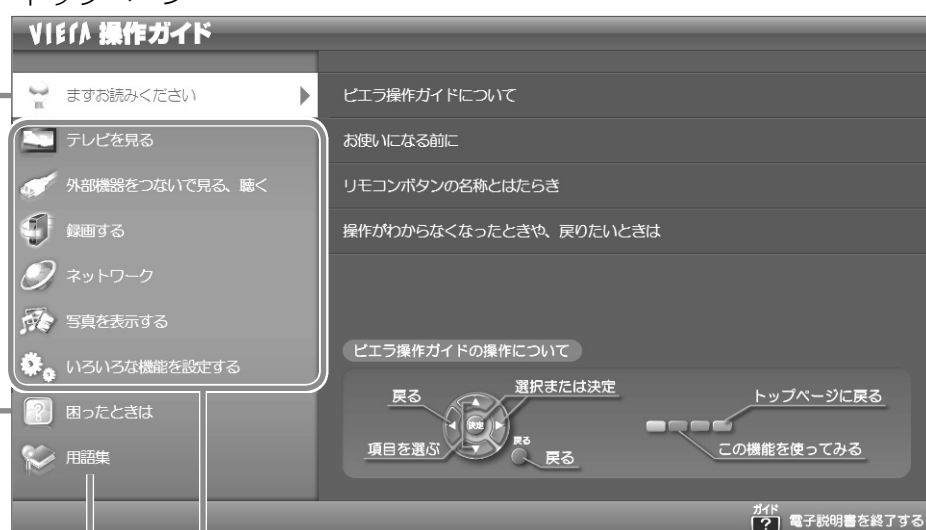 トップページ
VIERA 操作ガイド
まずお読みください
テレビを見る
外部機器をつないで見る、聴く
録画する
ネットワーク
写真を表示する
いろいろな機能を設定する
困ったときは
用語集
ビエラ操作ガイドについて
お使いになる前に
リモコンボタンの名称とはたらき
操作がわからなくなったときや、戻りたいときは
ビエラ操作ガイドの操作について
戻る
選択または決定
決定
項目を選ぶ
戻る
戻る
トップページに戻る
この機能を使ってみる
ガイド
? 電子説明書を終了する